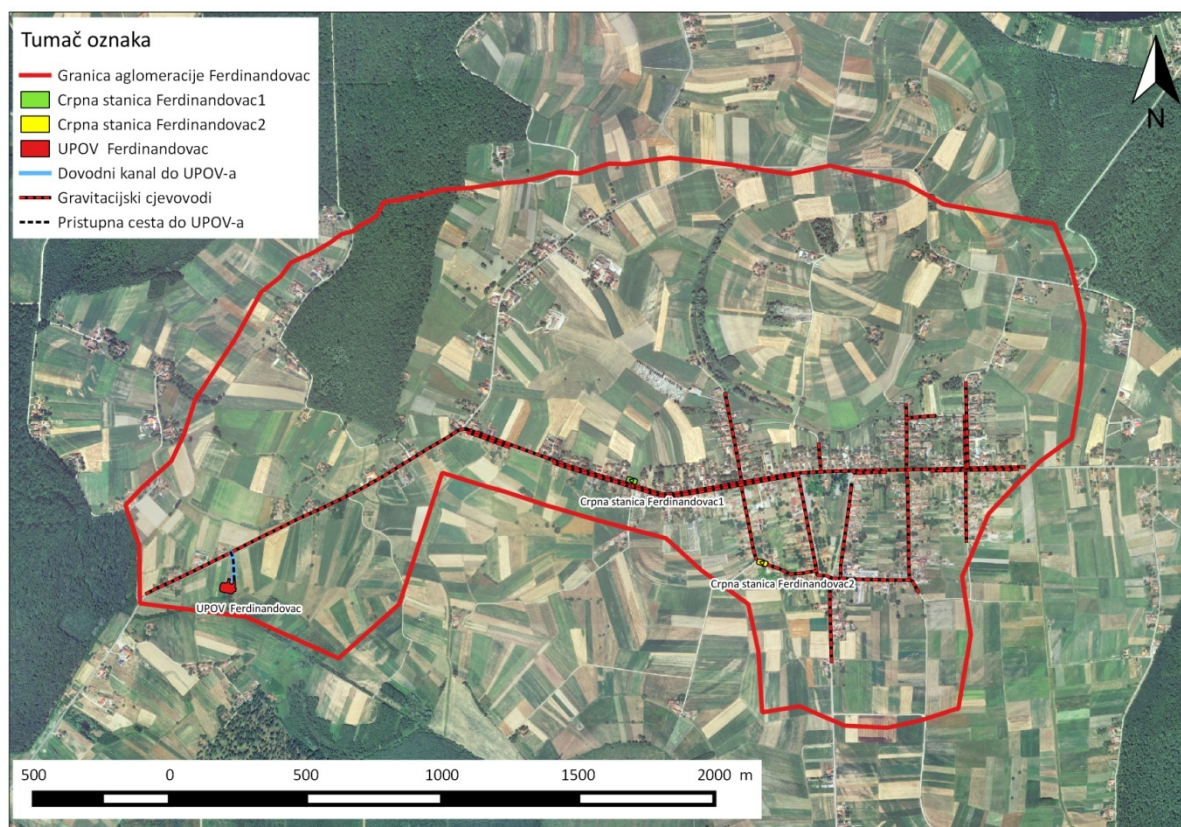 Tumač oznaka
Granica aglomeracije Ferdinandovac
Crpna stanica Ferdinandovac1
Crpna stanica Ferdinandovac2
UPOV Ferdinandovac
Dovodni kanal do UPOV-a
Gravitacijski cjevovodi
Pristupna cesta do UPOV-a
N
Crpna stanica Ferdinandovac1
Crpna stanica Ferdinandovac2
UPOV Ferdinandovac
500 0 500 1000 1500 2000 m